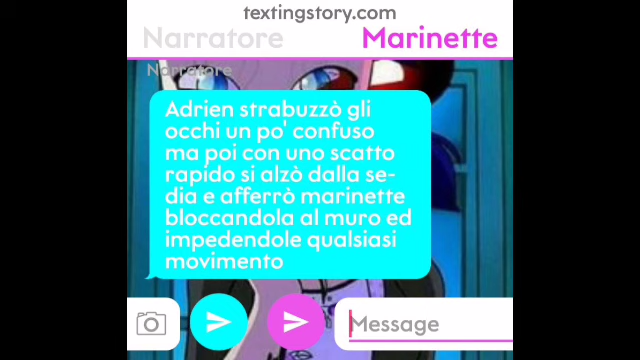 textingstory.com
Narratore
Marinette
Narratore
Adrien strabuzzò gli
occhi un po' confuso
ma poi con uno scatto
rapido si alzò dalla se-
dia e afferrò marinette
bloccandola al muro ed
impedendole qualsiasi
movimento
Message